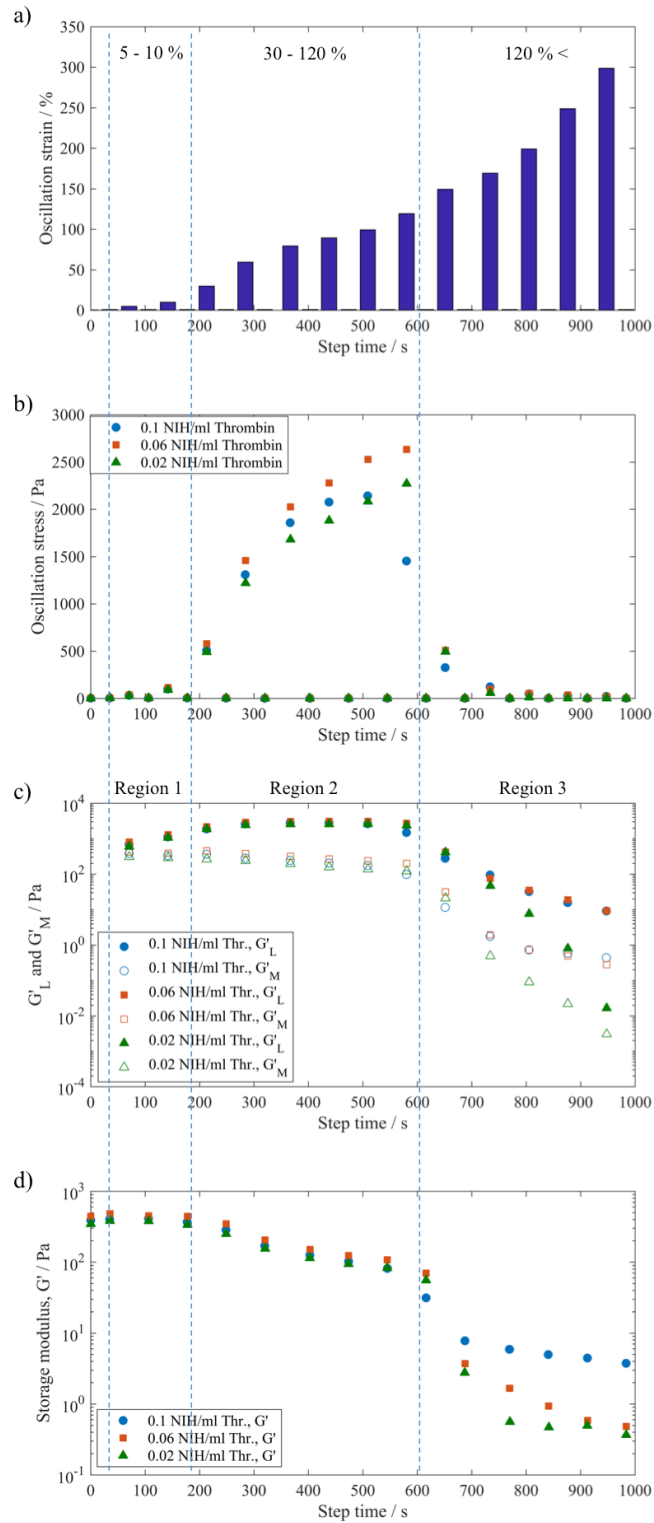 a)
5 - 10 %
30 - 120 %
120 % <
Oscillation strain / %
350
300
250
200
150
100
50
0
0 100 200 300 400 500 600 700 800 900 1000
Step time / s
b)
Oscillation stress / Pa
3000
2500
2000
1500
1000
500
0
0.1 NIH/ml Thrombin
0.06 NIH/ml Thrombin
0.02 NIH/ml Thrombin
0 100 200 300 400 500 600 700 800 900 1000
Step time / s
c)
Region 1
Region 2
Region 3
G'L and G'M / Pa
10^4
10^2
10^0
10^-2
10^-4
0.1 NIH/ml Thr., G'L
0.1 NIH/ml Thr., G'M
0.06 NIH/ml Thr., G'L
0.06 NIH/ml Thr., G'M
0.02 NIH/ml Thr., G'L
0.02 NIH/ml Thr., G'M
0 100 200 300 400 500 600 700 800 900 1000
Step time / s
d)
Storage modulus, G' / Pa
10^3
10^2
10^1
10^0
10^-1
0.1 NIH/ml Thr., G'
0.06 NIH/ml Thr., G'
0.02 NIH/ml Thr., G'
0 100 200 300 400 500 600 700 800 900 1000
Step time / s